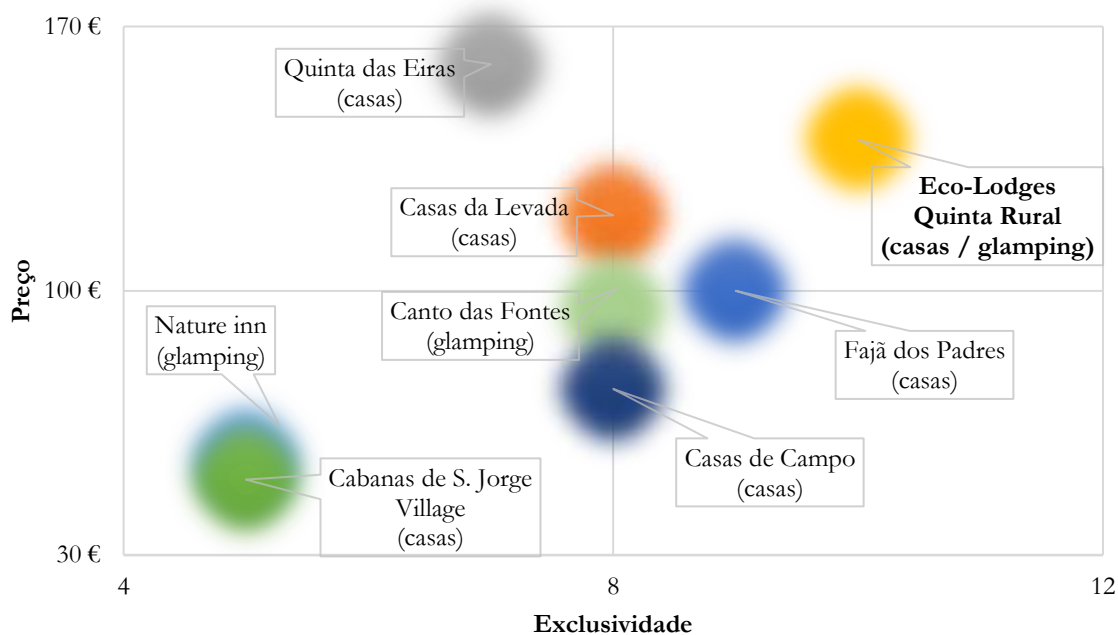 170 €
Quinta das Eiras
(casas)
Casas da Levada
(casas)
Eco-Lodges
Quinta Rural
(casas / glamping)
Preço
100 €
Canto das Fontes
(glamping)
Nature inn
(glamping)
Fajã dos Padres
(casas)
Casas de Campo
(casas)
Cabanas de S. Jorge
Village
(casas)
30 €
4
8
12
Exclusividade